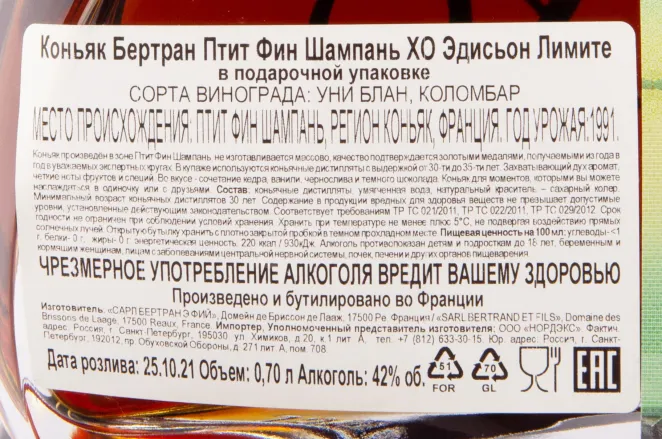 Коньяк Бертран Птит Фин Шампань ХО Эдисьон Лимите
в подарочной упаковке
СОРТА ВИНОГРАДА: УНИ БЛАН, КОЛОМБАР
МЕСТО ПРОИСХОЖДЕНИЯ: ПТИТ ФИН ШАМПАНЬ, РЕГИОН КОНЬЯК, ФРАНЦИЯ. ГОД УРОЖАЯ:1991.
Коньяк произведён в зоне Птит Фин Шампань, не изготавливается массово, качество подтверждается золотыми медалями, получаемыми из года в
год в уважаемых экспертных кругах. В купаже используются коньячные дистилляты с выдержкой от 30-ти до 35-ти лет. Захватывающий дух аромат,
четкие ноты фруктов и специй. Во вкусе - сочетание кедра, ванили, чернослива и темного шоколада. Коньяк для моментов, которыми вы можете
наслаждаться в одиночку или с друзьями. Состав: коньячные дистилляты, умягченная вода, натуральный краситель – сахарный колер.
Минимальный возраст коньячных дистиллятов 30 лет. Содержание в продукции вредных для здоровья веществ не превышает допустимые
уровни, установленные действующим законодательством. Соответствует требованиям ТР ТС 021/2011, ТР ТС 022/2011, ТР ТС 029/2012. Срок
годности не ограничен при соблюдении условий хранения. Хранить при температуре не менее плюс 5°С, не подвергая воздействию прямых
солнечных лучей. Открытую бутылку хранить с плотно закрытой пробкой в темном прохладном месте. Пищевая ценность на 100 мл: углеводы- <1
г. белки- 0 г., жиры- 0 г. энергетическая ценность: 220 ккал / 930 кДж. Алкоголь противопоказан детям и подросткам до 18 лет, беременным и
кормящим женщинам, лицам с заболеваниями центральной нервной системы, почек, печени и других органов пищеварения.
ЧРЕЗМЕРНОЕ УПОТРЕБЛЕНИЕ АЛКОГОЛЯ ВРЕДИТ ВАШЕМУ ЗДОРОВЬЮ
Произведено и бутилировано во Франции
Изготовитель: «САРЛ БЕРТРАН Э ФИЙ», Домейн де Бриссон де Лааж, 17500 Ре. Франция / «SARL BERTRAND ET FILS», Domaine des
Brissons de Laage, 17500 Reaux, France. Импортер, Уполномоченный представитель изготовителя: ООО «НОРДЭКС» Фактич.
адрес: Россия, г. Санкт-Петербург, 195030, ул Химиков, д.20, к.1 лит А, тел. +7 (812) 633-30-15. Юр. адрес: Россия, г. Санкт-
Петербург, 192012, пр. Обуховской Обороны, д. 271 лит А, пом. 708
Дата розлива: 25.10.21 Объем: 0,70 л Алкоголь: 42% об.
51 70
FOR GL EAC